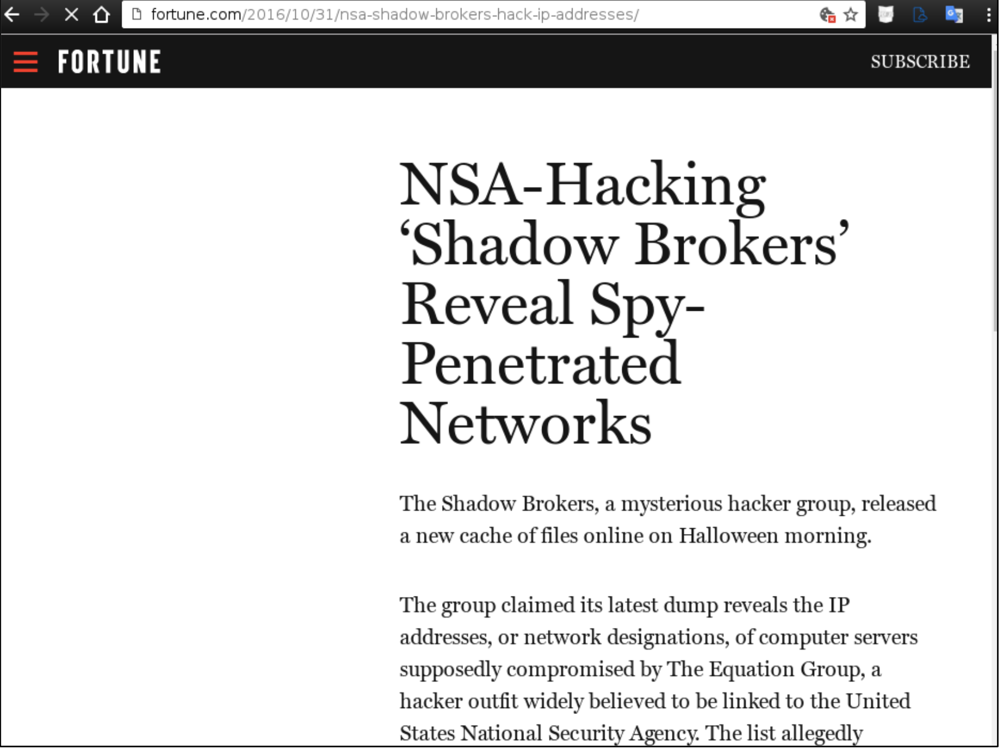 fortune.com/2016/10/31/nsa-shadow-brokers-hack-ip-addresses/
FORTUNE
SUBSCRIBE
NSA-Hacking
‘Shadow Brokers’
Reveal Spy-
Penetrated
Networks
The Shadow Brokers, a mysterious hacker group, released
a new cache of files online on Halloween morning.
The group claimed its latest dump reveals the IP
addresses, or network designations, of computer servers
supposedly compromised by The Equation Group, a
hacker outfit widely believed to be linked to the United
States National Security Agency. The list allegedly